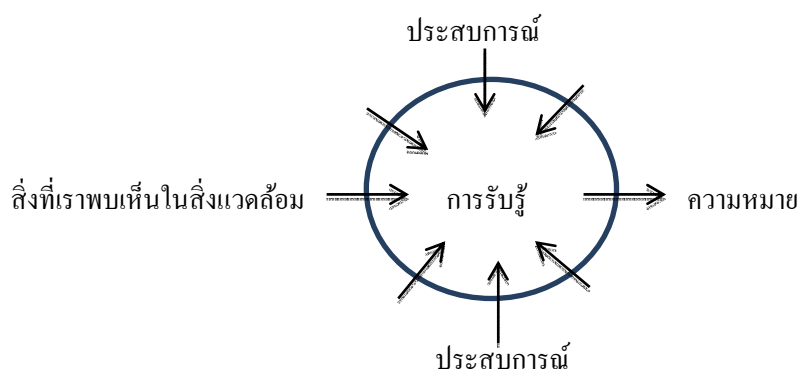 ประสบการณ์
สิ่งที่เราพบเห็นในสิ่งแวดล้อม การรับรู้ ความหมาย
ประสบการณ์